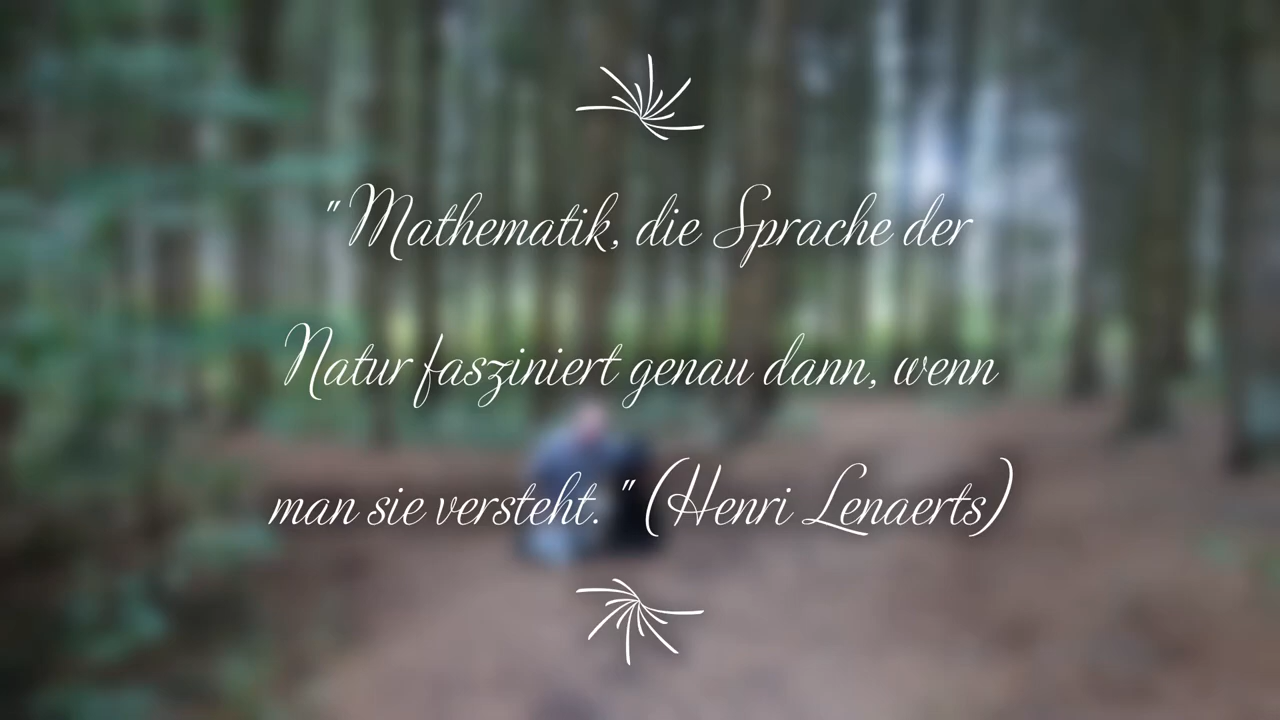 "Mathematik, die Sprache der
Natur fasziniert genau dann, wenn
man sie versteht." (Henri Lenaerts)